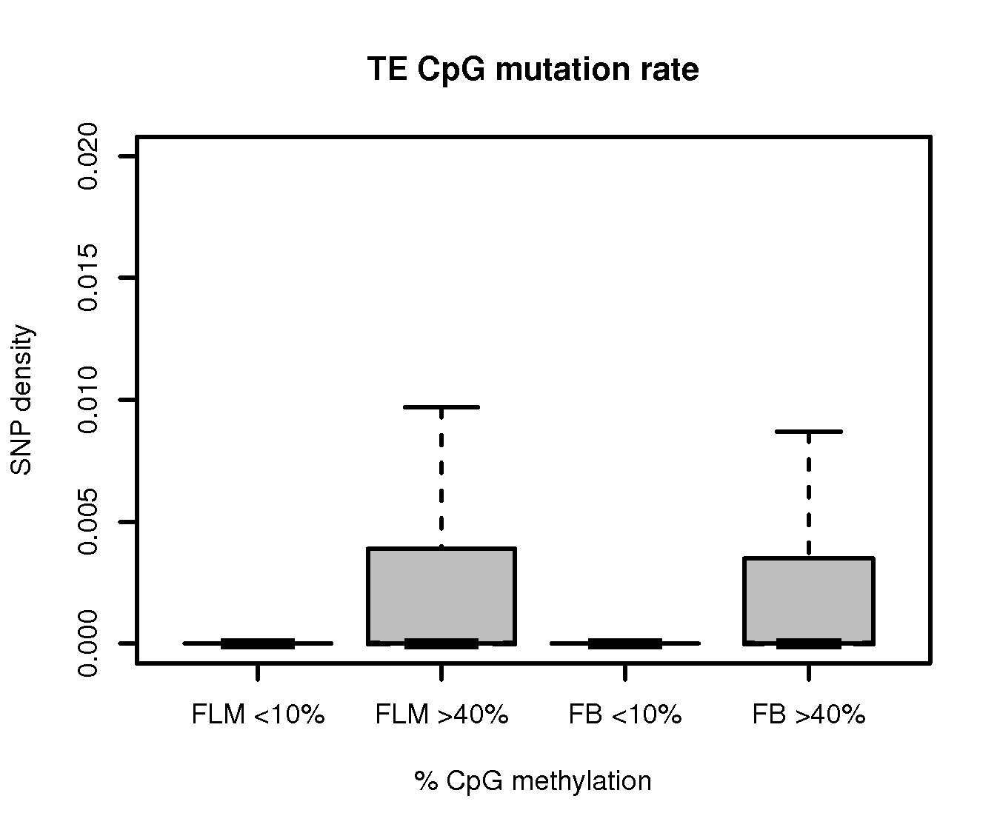 TE CpG mutation rate
SNP density
0.020
0.015
0.010
0.005
0.000
FLM <10%
FLM >40%
FB <10%
FB >40%
% CpG methylation